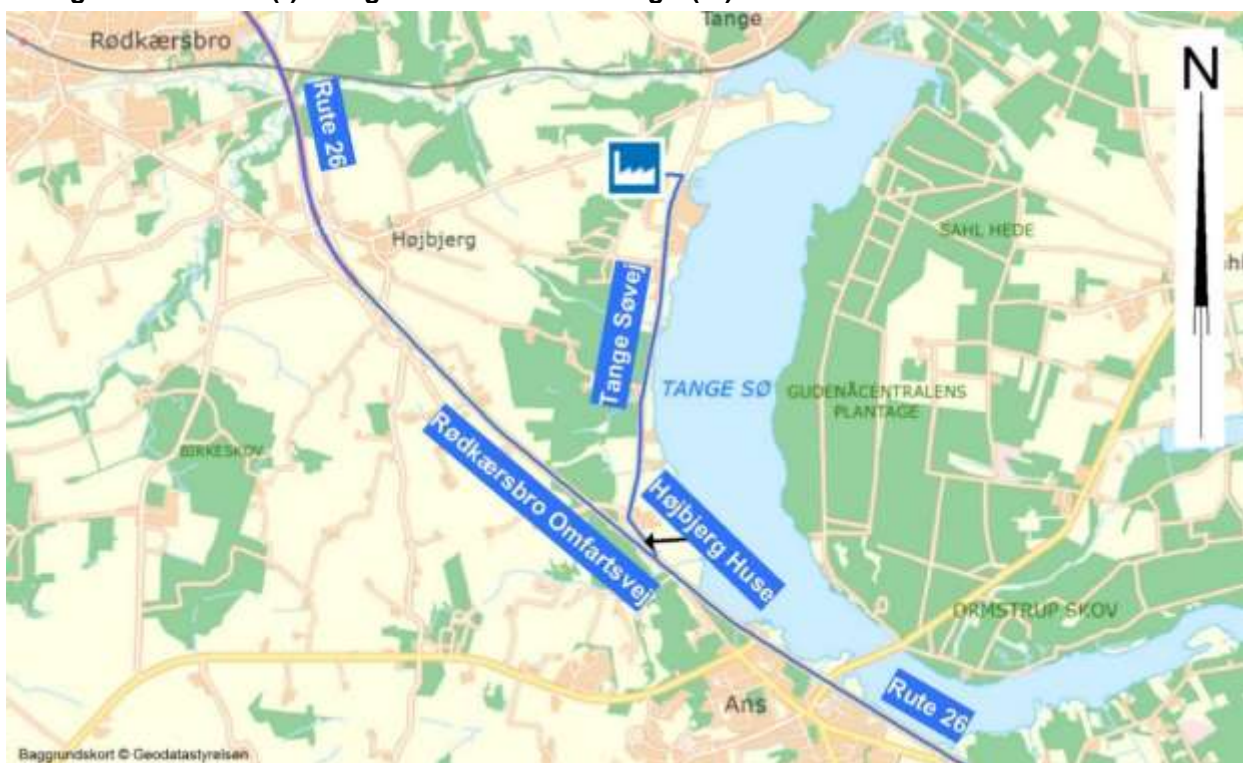 Tange
Rødkærsbro
N
Rute 26
Højbjerg
SAHL HEDE
Tange Søvej
TANGE SØ
GUDENÅCENTRALENS
PLANTAGE
BIRKESKOV
Rødkærsbro Omfartsvej
Højbjerg Huse
ORMSTRUP SKOV
Ans
Rute 26
Baggrundskort © Geodatastyrelsen